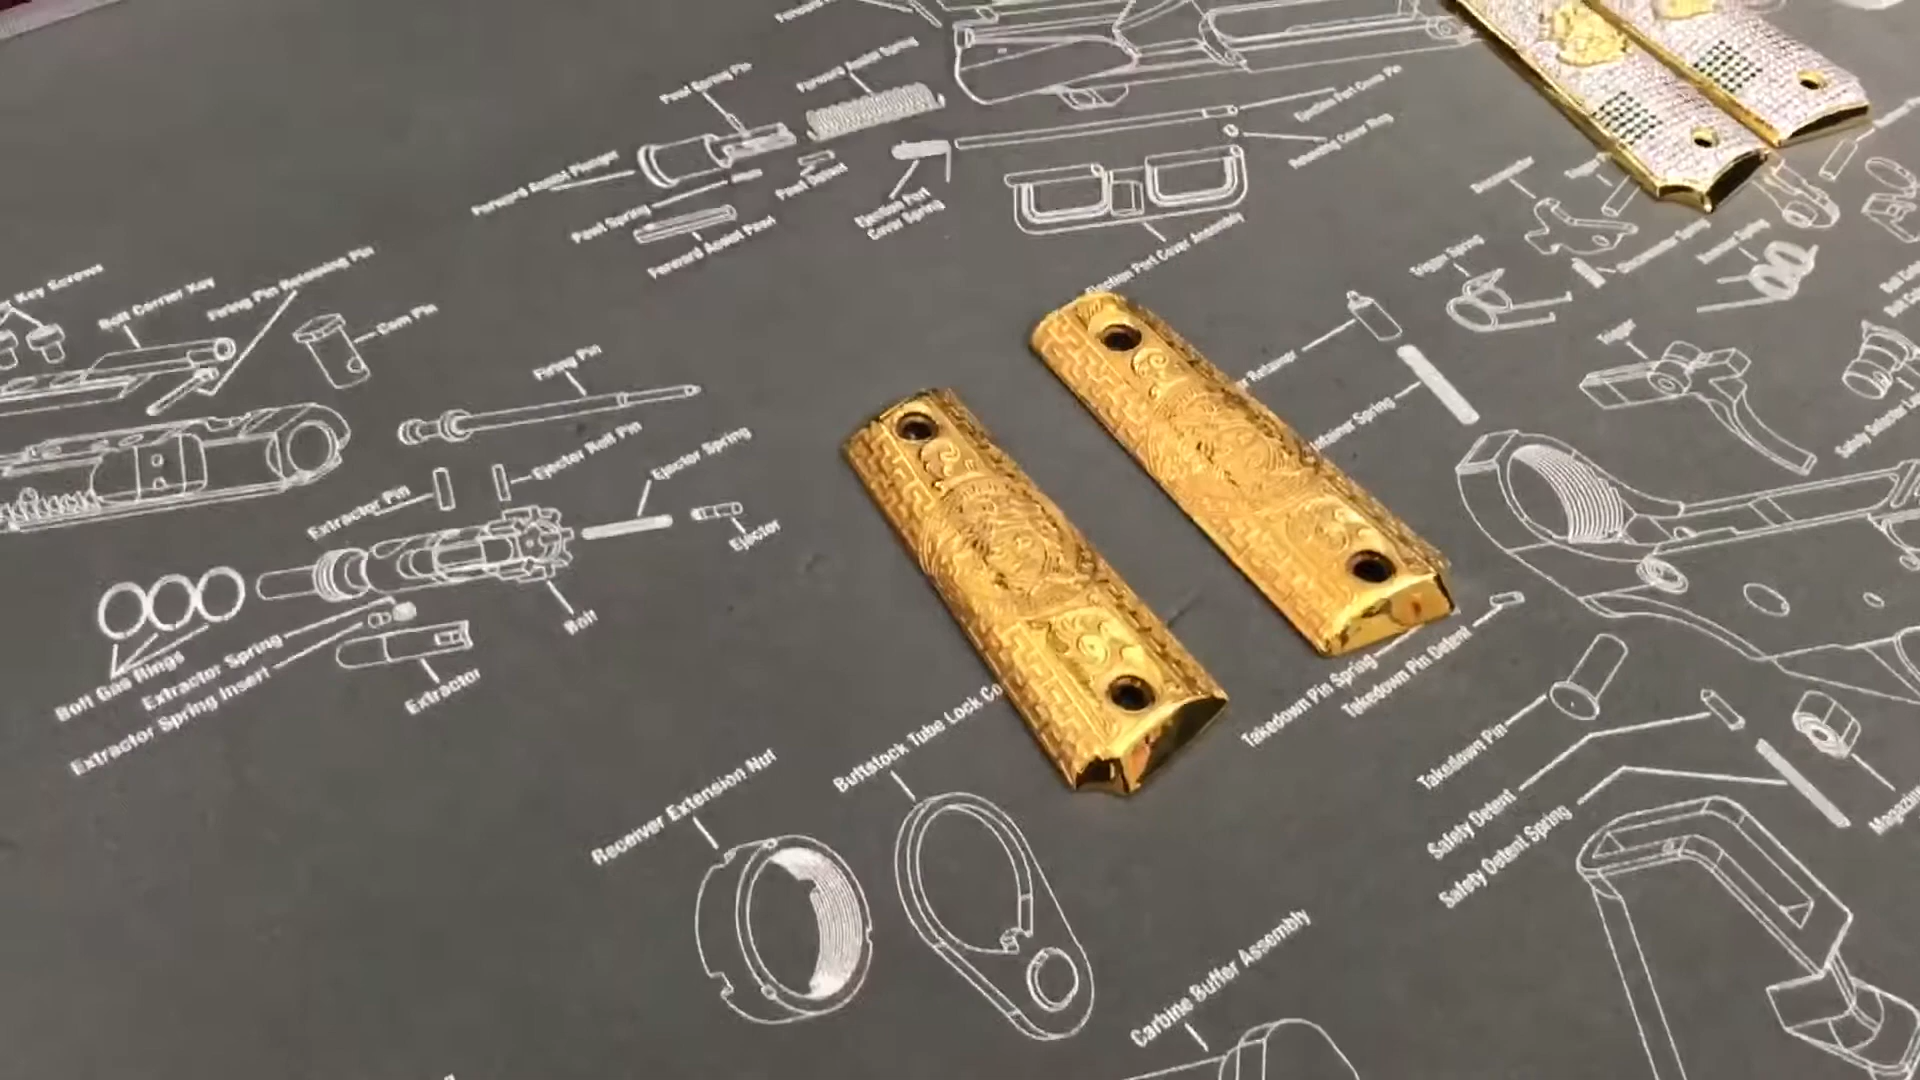 Forward Assist Spring
Pawl Spring Pin
Ejection Port Cover Pin
Forward Assist Plunger
Pawl Detent
Pawl Spring
Ejection Port
Cover Spring
Forward Assist Pawl
Ejection Port Cover Assembly
Trigger Spring
Key Screws
Bolt Carrier Key
Firing Pin Retaining Pin
Cam Pin
Firing Pin
Ejector Roll Pin
Ejector Spring
Extractor Pin
Ejector
Bolt
Bolt Gas Rings
Extractor Spring
Extractor Spring Insert
Extractor
Retainer
Spring
Takedown Pin Spring
Takedown Pin Detent
Takedown Pin
Safety Detent
Safety Detent Spring
Buttstock Tube Lock
Receiver Extension Nut
Carbine Buffer Assembly